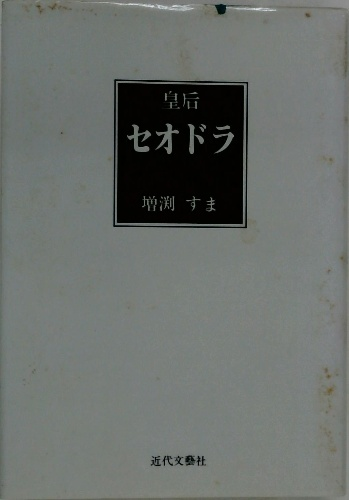 皇后
セオドラ
増渕 すま
近代文藝社